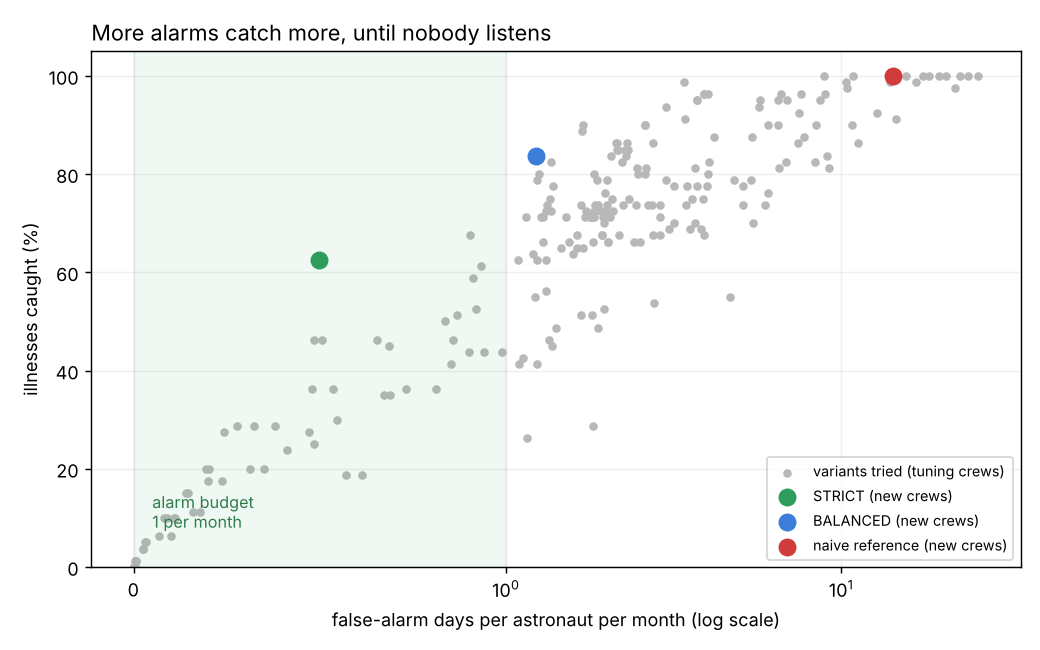 More alarms catch more, until nobody listens
illnesses caught (%)
100
80
60
40
20
0
alarm budget
1 per month
variants tried (tuning crews)
STRICT (new crews)
BALANCED (new crews)
naive reference (new crews)
0
10⁰
10¹
false-alarm days per astronaut per month (log scale)